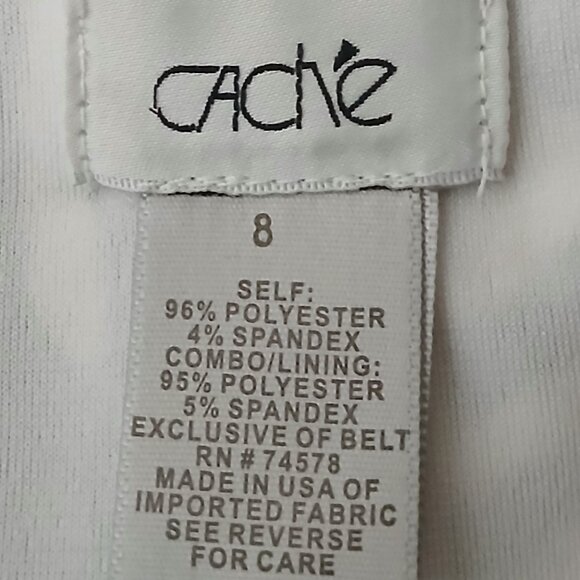 CAChé
8
SELF:
96% POLYESTER
4% SPANDEX
COMBO/LINING:
95% POLYESTER
5% SPANDEX
EXCLUSIVE OF BELT
RN # 74578
MADE IN USA OF
IMPORTED FABRIC
SEE REVERSE
FOR CARE